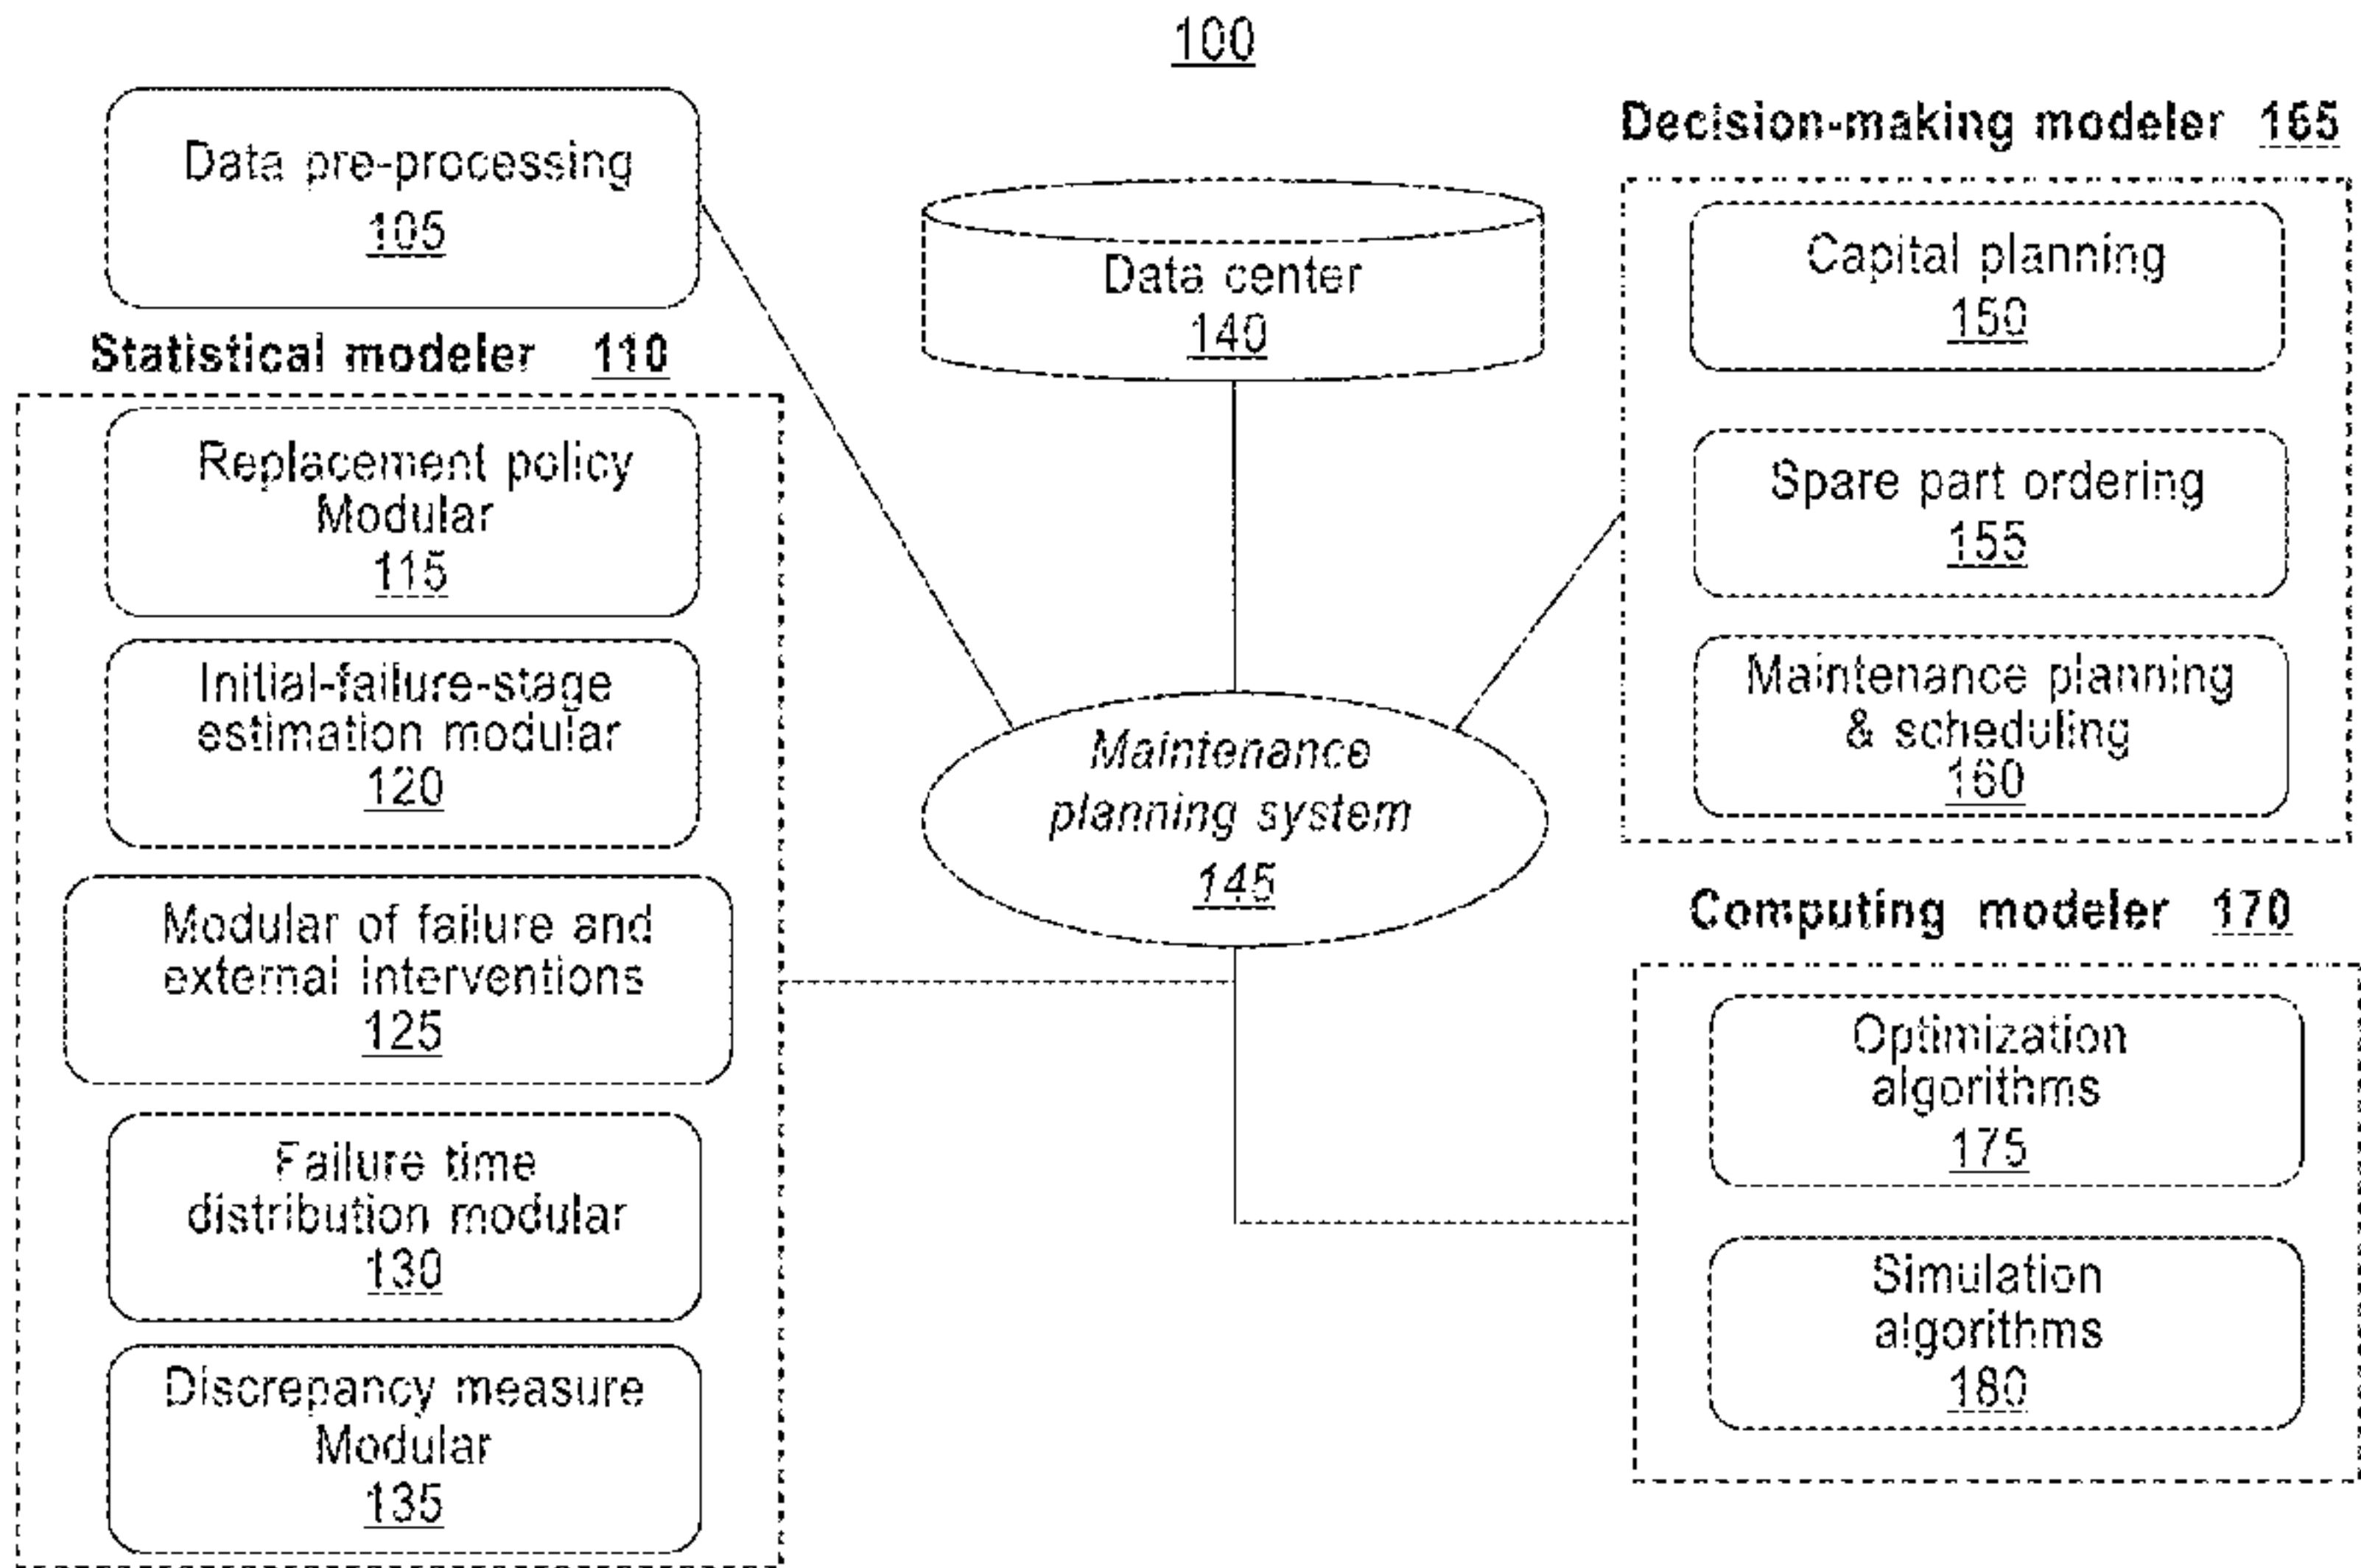 100
Data pre-processing
105
Statistical modeler 110
Replacement policy
Modular
115
Initial-failure-stage
estimation modular
120
Modular of failure and
external interventions
125
Failure time
distribution modular
130
Discrepancy measure
Modular
135
Data center
140
Maintenance
planning system
145
Decision-making modeler 165
Capital planning
150
Spare part ordering
155
Maintenance planning
& scheduling
160
Computing modeler 170
Optimization
algorithms
175
Simulation
algorithms
180